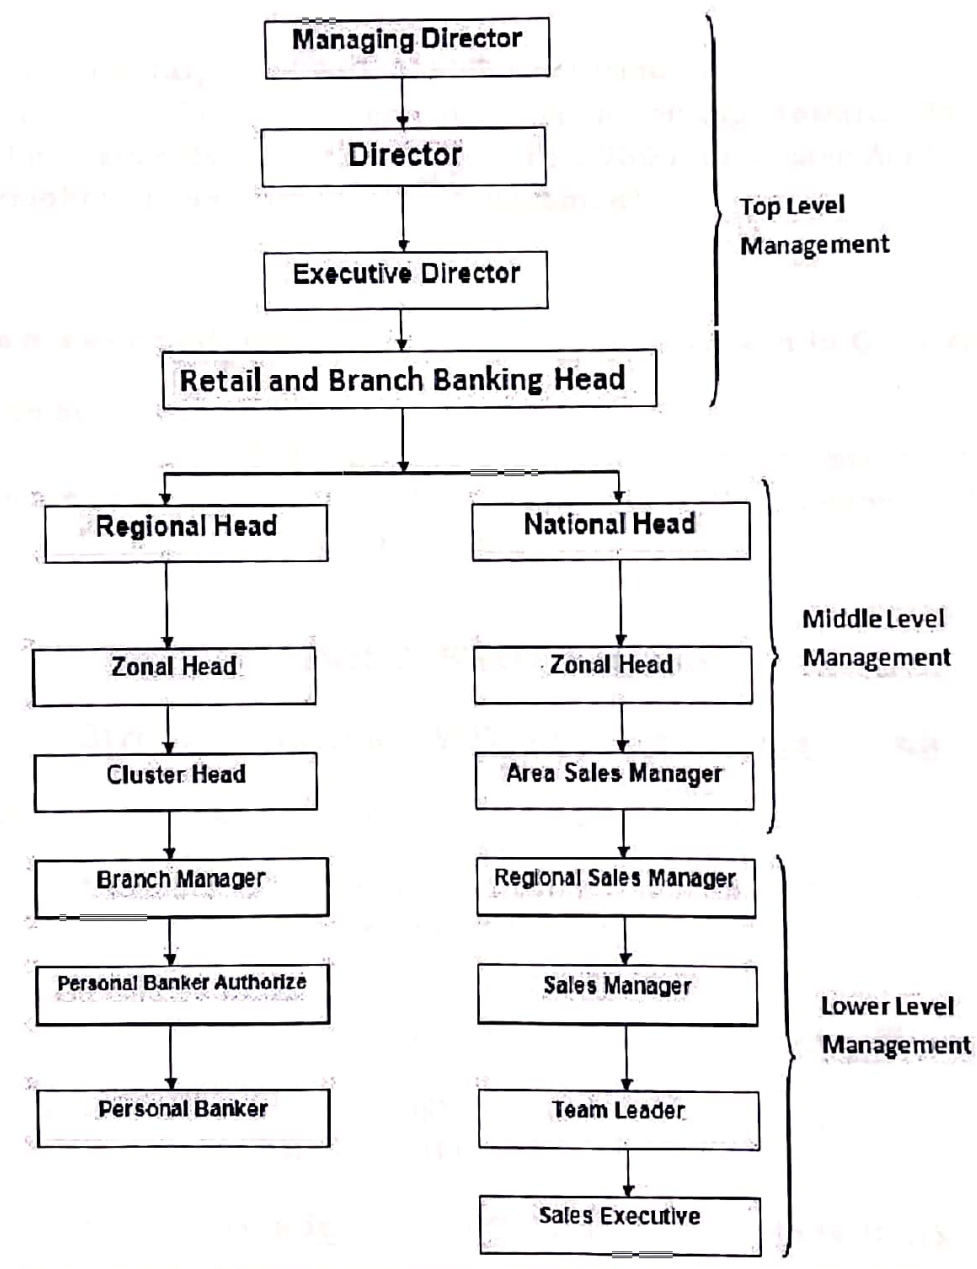 Managing Director
Director
Executive Director
Retail and Branch Banking Head
Top Level
Management
Regional Head
National Head
Zonal Head
Zonal Head
Cluster Head
Area Sales Manager
Middle Level
Management
Branch Manager
Regional Sales Manager
Personal Banker Authorize
Sales Manager
Personal Banker
Team Leader
Sales Executive
Lower Level
Management